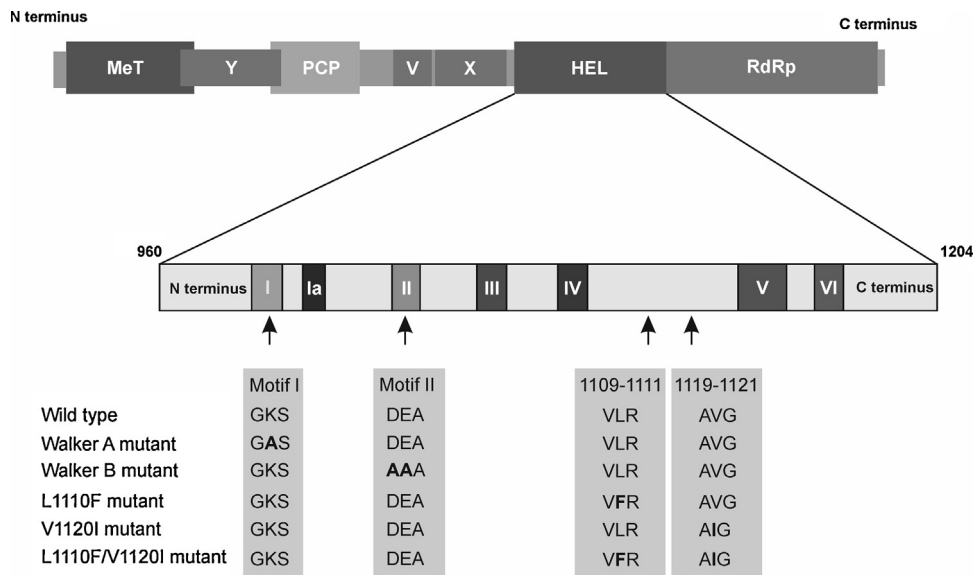 N terminus
C terminus
MeT Y PCP V X HEL RdRp
960 1204
N terminus I Ia II III IV V VI C terminus
Motif I Motif II 1109-1111 1119-1121
Wild type GKS DEA VLR AVG
Walker A mutant GAS DEA VLR AVG
Walker B mutant GKS AAA VLR AVG
L1110F mutant GKS DEA VFR AVG
V1120I mutant GKS DEA VLR AIG
L1110F/V1120I mutant GKS DEA VFR AIG